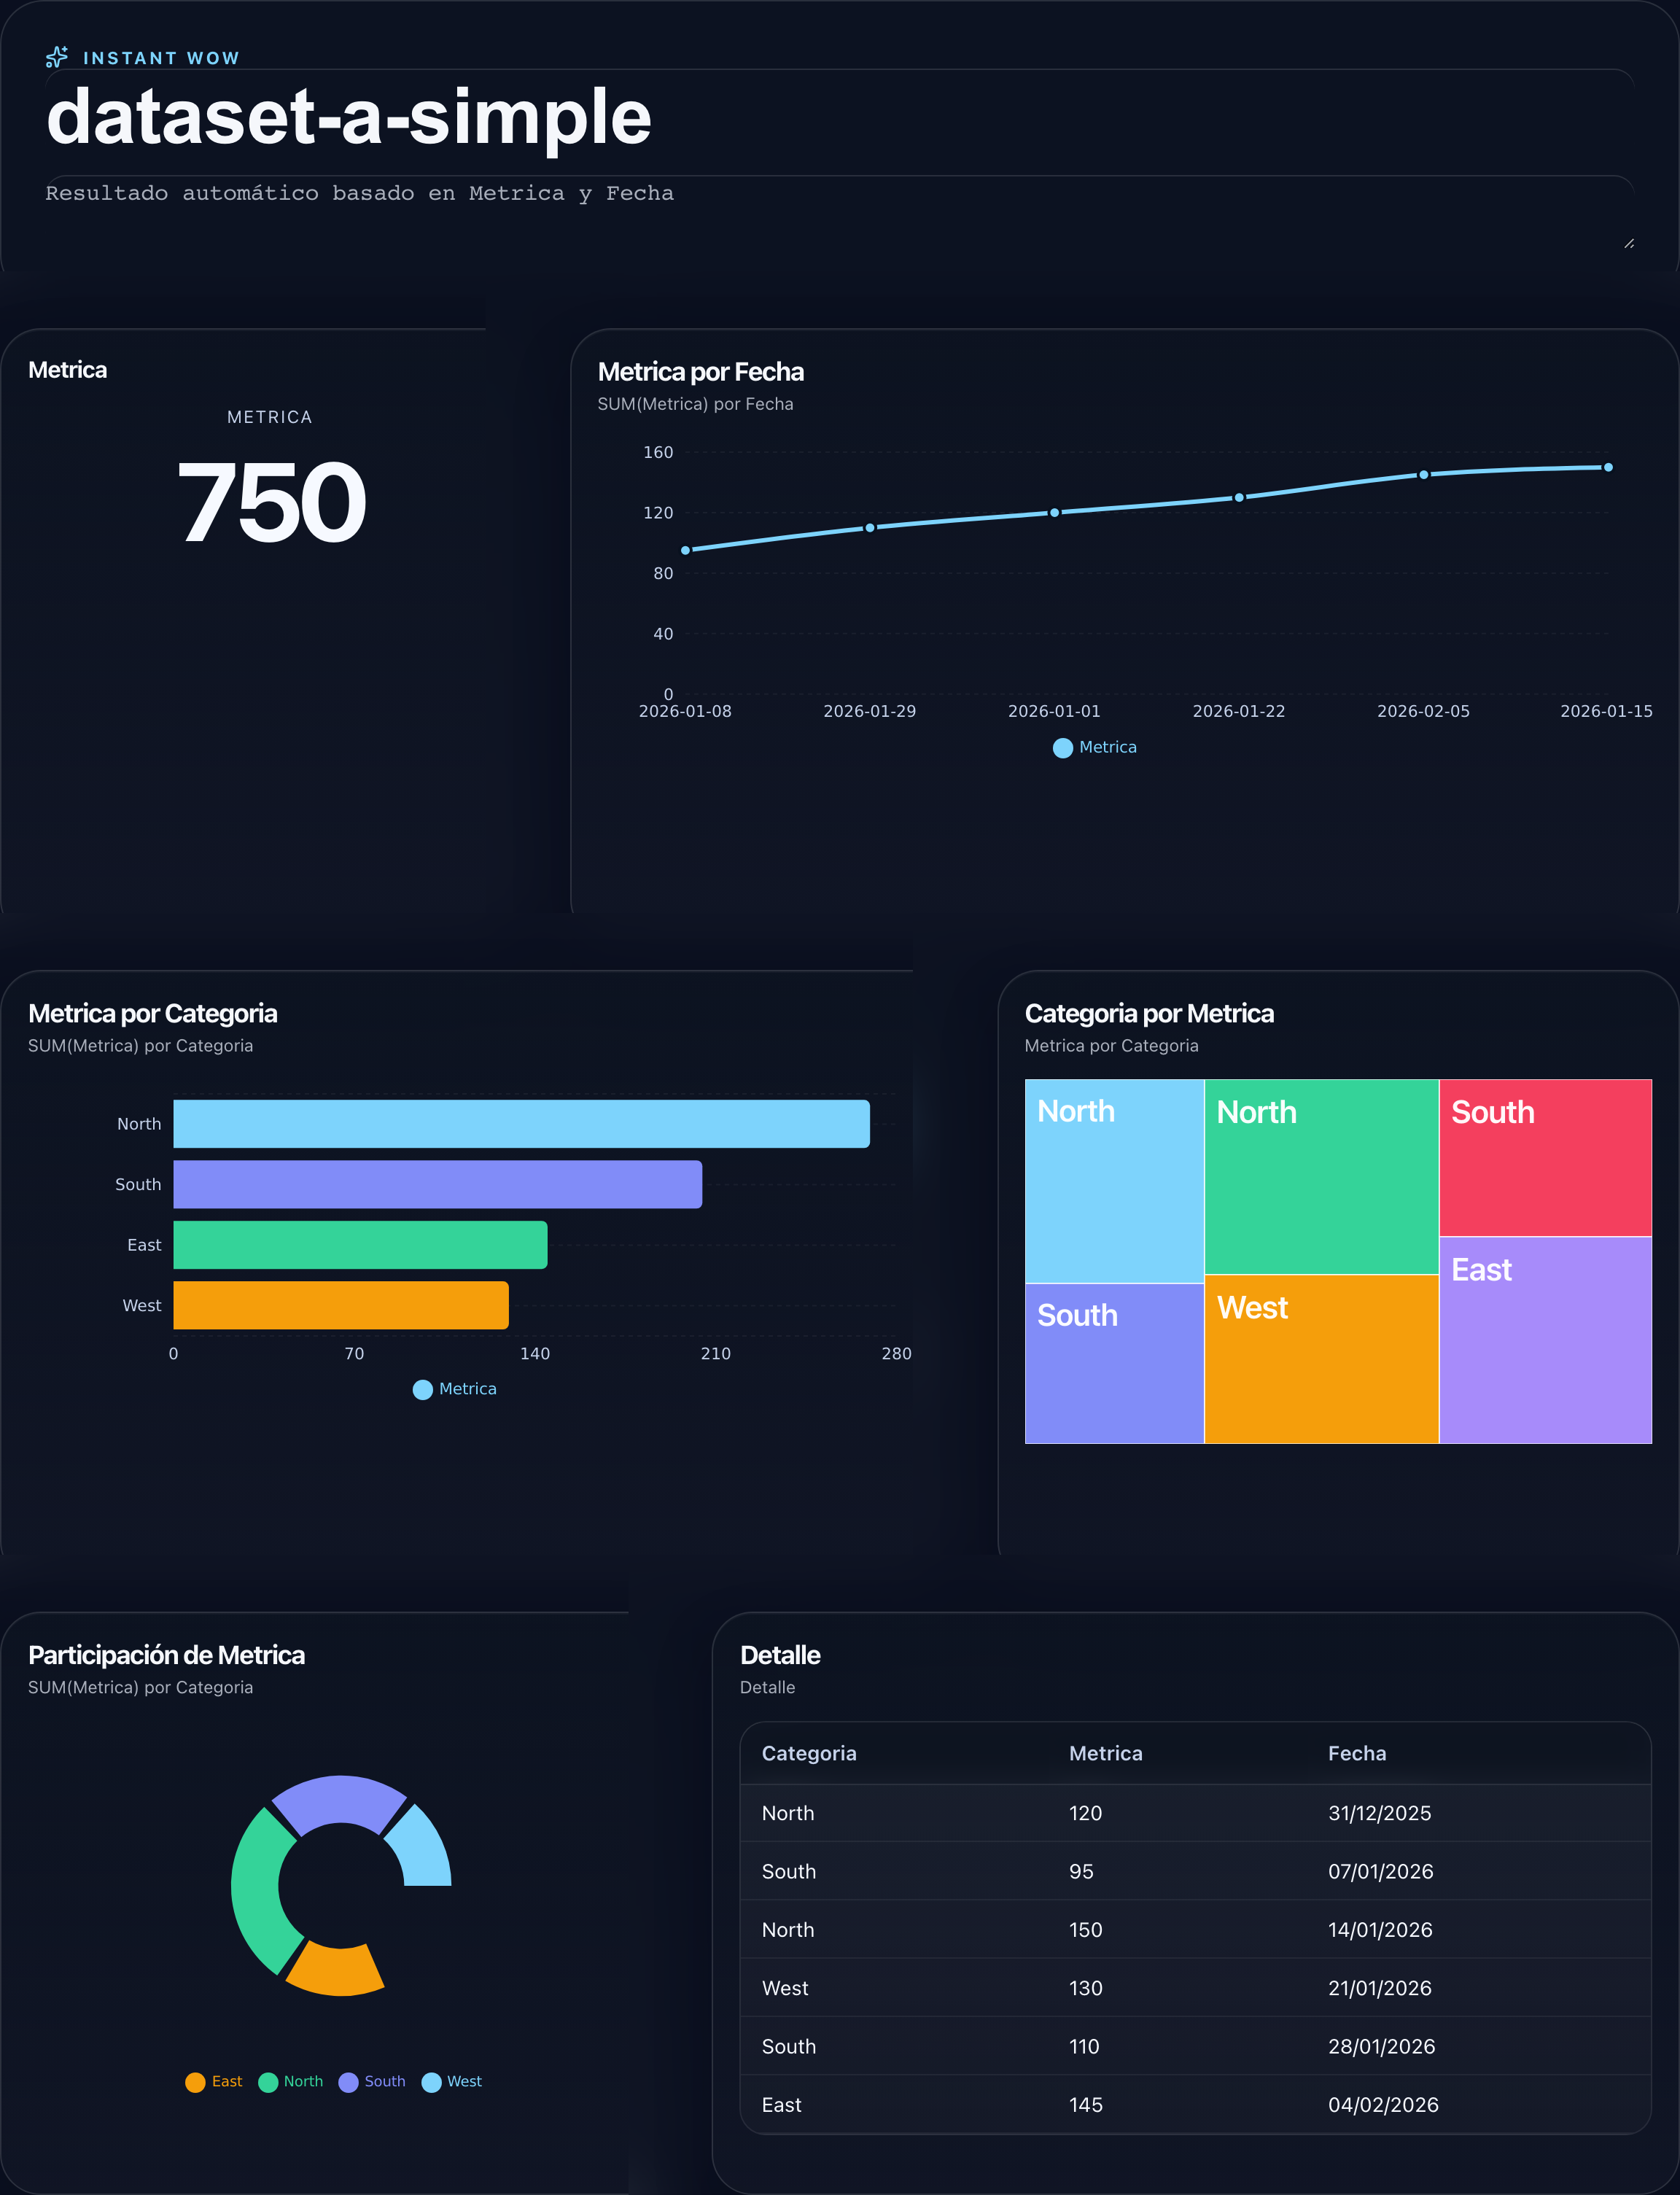 INSTANT WOW
dataset-a-simple
Resultado automático basado en Metrica y Fecha
Metrica
METRICA
750
Metrica por Fecha
SUM(Metrica) por Fecha
160
120
80
40
0
2026-01-08 2026-01-29 2026-01-01 2026-01-22 2026-02-05 2026-01-15
Metrica
Metrica por Categoria
SUM(Metrica) por Categoria
North
South
East
West
0 70 140 210 280
Metrica
Categoria por Metrica
Metrica por Categoria
North North South
East
South West
Participación de Metrica
SUM(Metrica) por Categoria
East North South West
Detalle
Detalle
Categoria Metrica Fecha
North 120 31/12/2025
South 95 07/01/2026
North 150 14/01/2026
West 130 21/01/2026
South 110 28/01/2026
East 145 04/02/2026